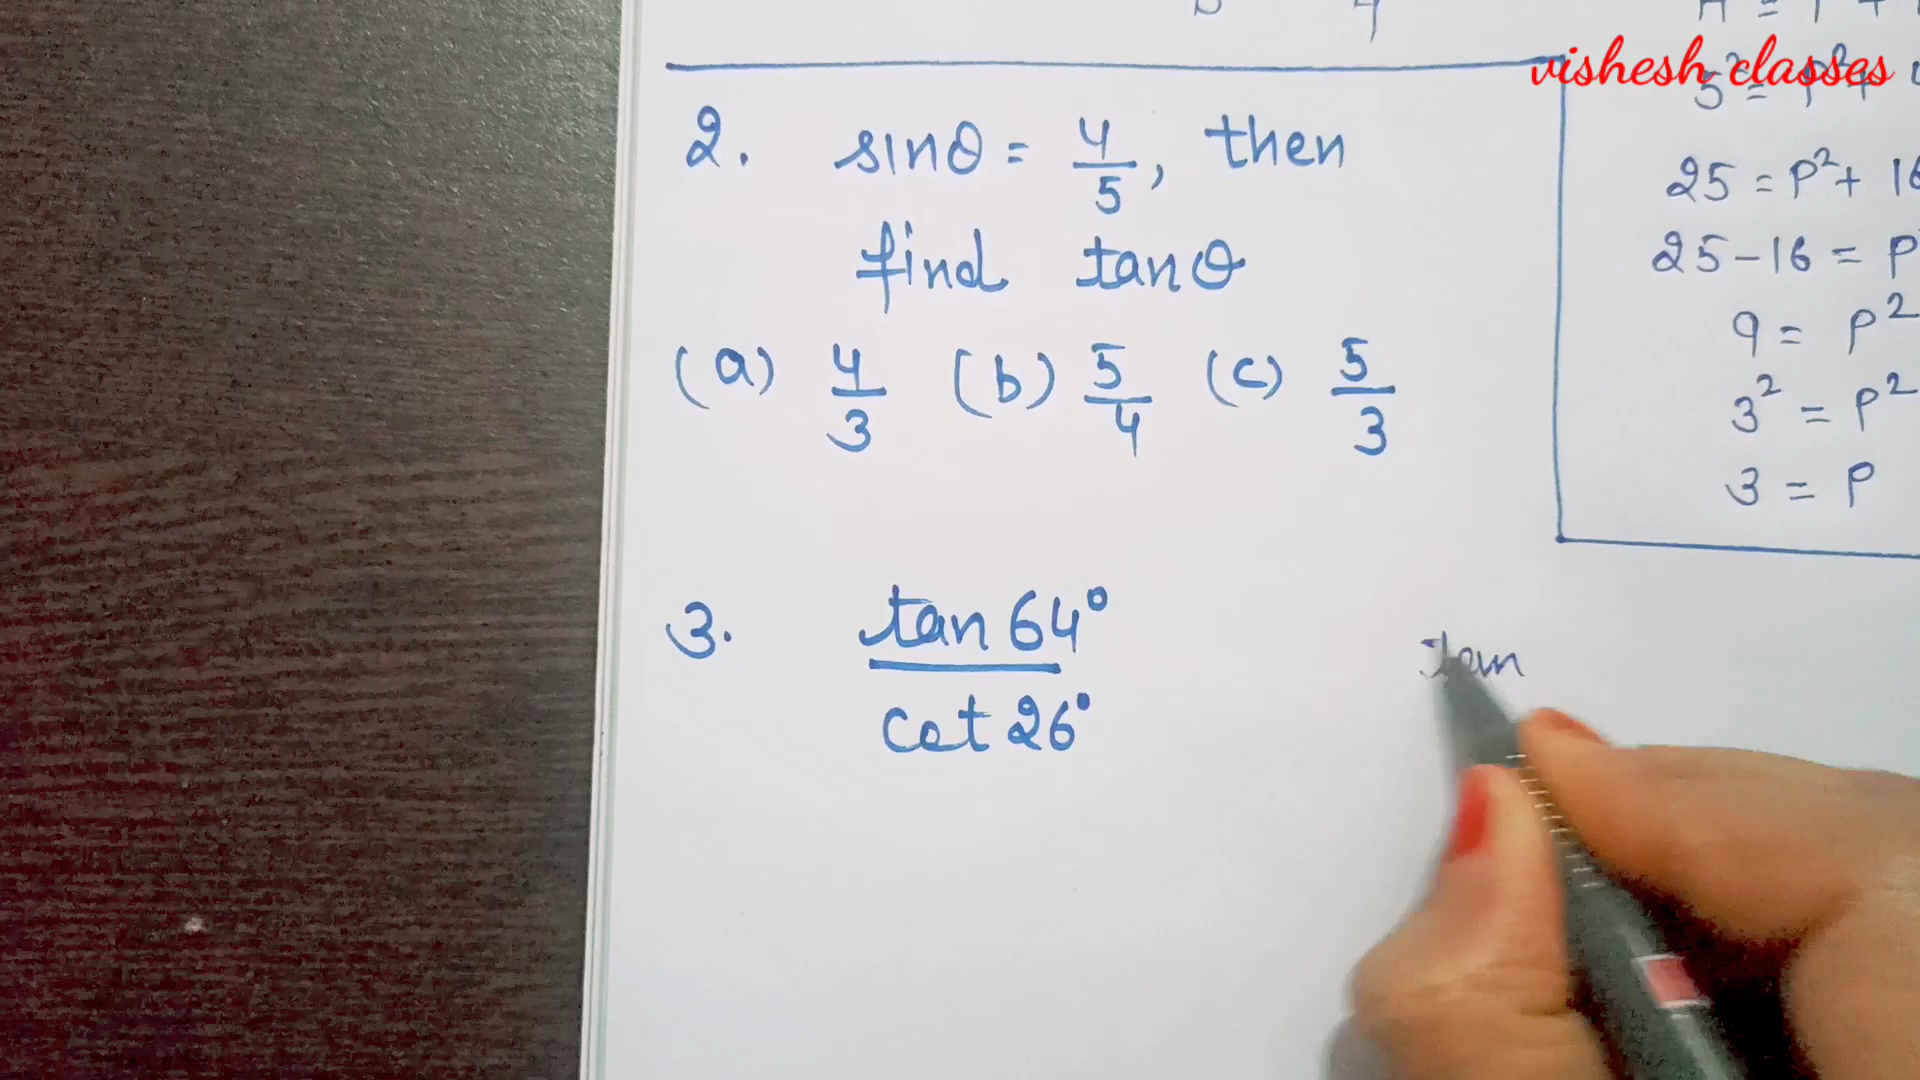 vishesh classes
2. sinθ = 4/5, then
find tanθ
(a) 4/3 (b) 5/4 (c) 5/3
25 = P²+ 16
25-16 = P
9 = P²
3² = P²
3 = P
3. tan 64°
cot 26°
tan